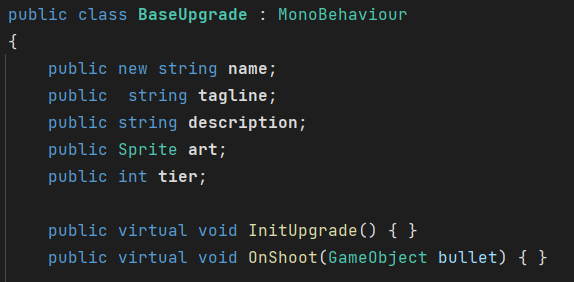 public class BaseUpgrade : MonoBehaviour
{
    public new string name;
    public  string tagline;
    public string description;
    public Sprite art;
    public int tier;

    public virtual void InitUpgrade() { }
    public virtual void OnShoot(GameObject bullet) { }